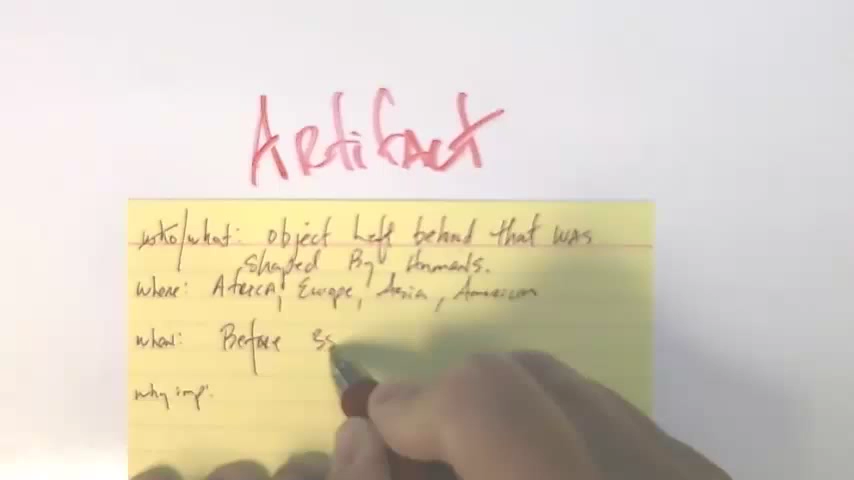 Artifact
who/what: object left behind that was
shaped By Humans.
where: Africa, Europe, Asia, Americas
when: Before 35
why imp: